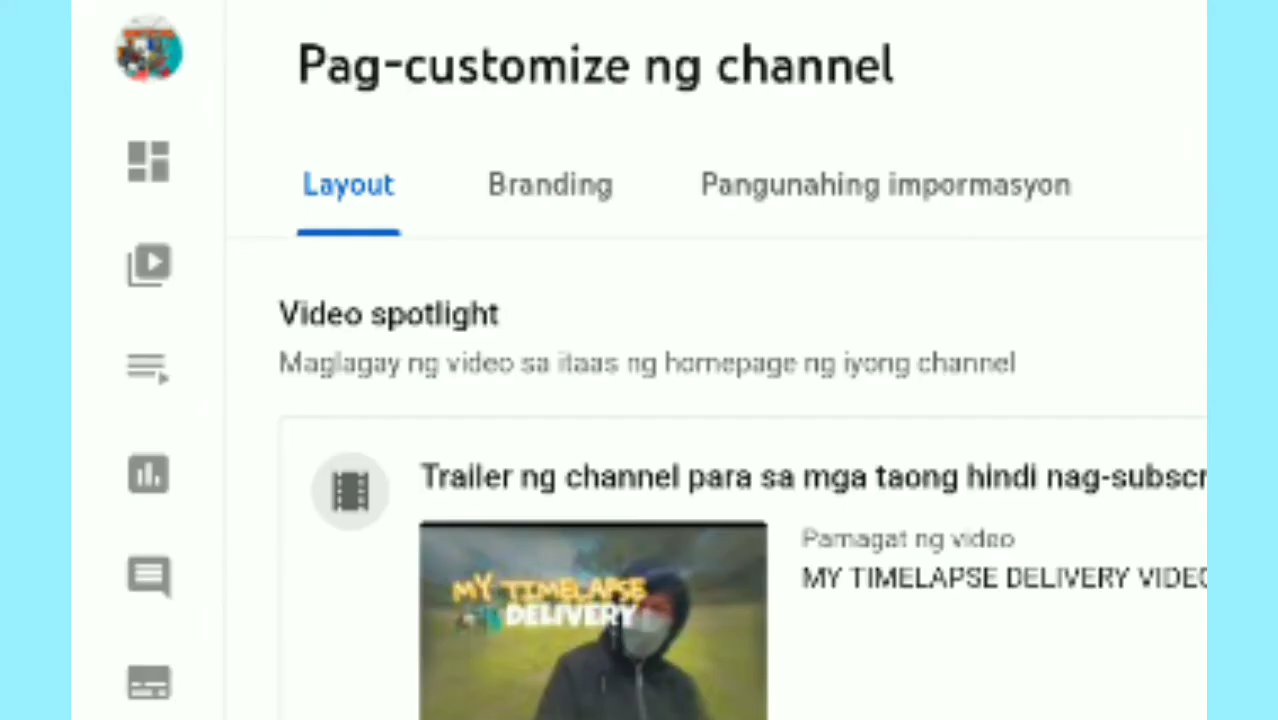 Pag-customize ng channel
Layout Branding Pangunahing impormasyon
Video spotlight
Maglagay ng video sa itaas ng homepage ng iyong channel
Trailer ng channel para sa mga taong hindi nag-subscr
Pamagat ng video
MY TIMELAPSE DELIVERY VIDEO
MY TIMELAPSE
DELIVERY